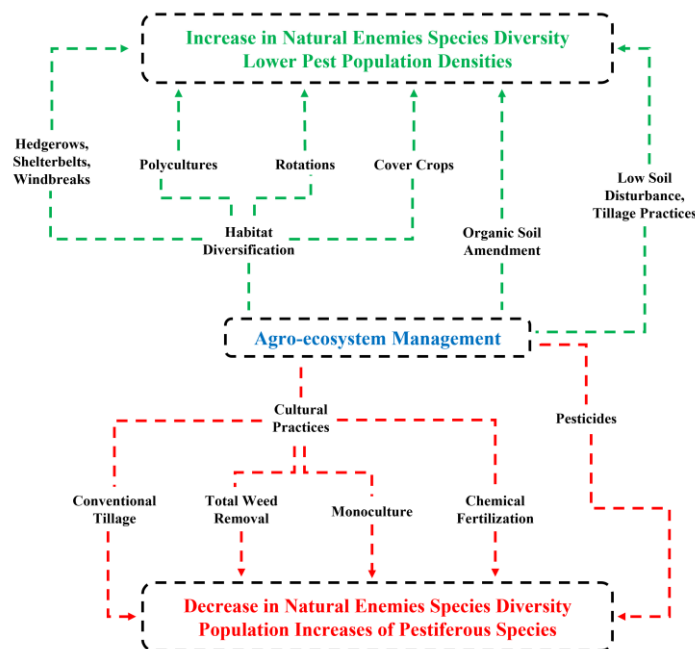 Increase in Natural Enemies Species Diversity
Lower Pest Population Densities
Hedgerows,
Shelterbelts,
Windbreaks
Polycultures
Rotations
Cover Crops
Low Soil
Disturbance,
Tillage Practices
Habitat
Diversification
Organic Soil
Amendment
Agro-ecosystem Management
Cultural
Practices
Pesticides
Conventional
Tillage
Total Weed
Removal
Monoculture
Chemical
Fertilization
Decrease in Natural Enemies Species Diversity
Population Increases of Pestiferous Species